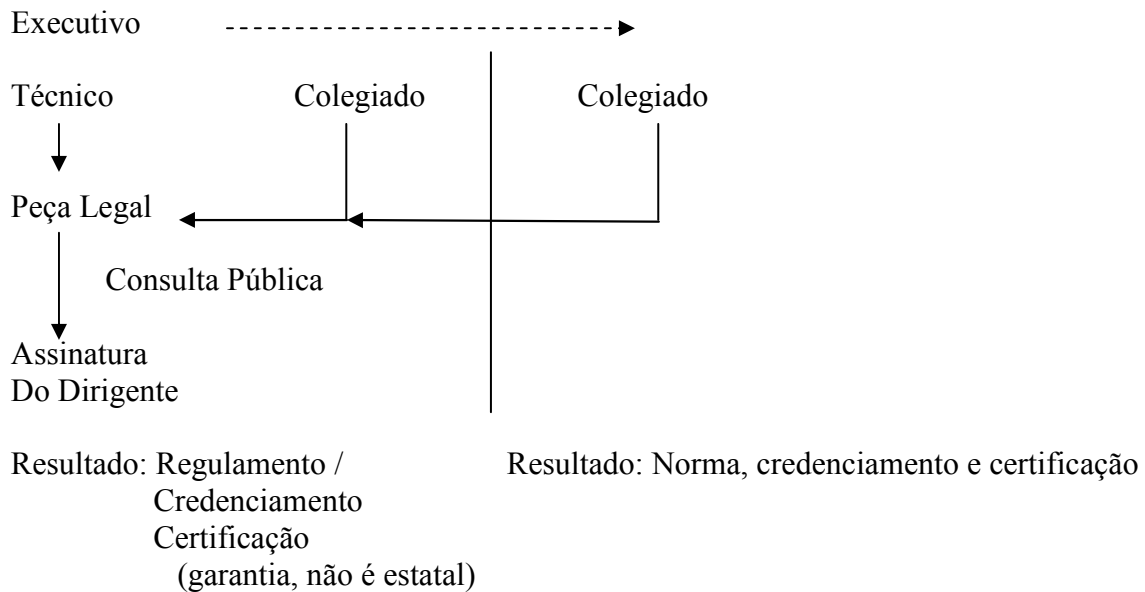 Executivo
Técnico Colegiado Colegiado
Peça Legal
Consulta Pública
Assinatura
Do Dirigente
Resultado: Regulamento / Resultado: Norma, credenciamento e certificação
Credenciamento
Certificação
(garantia, não é estatal)